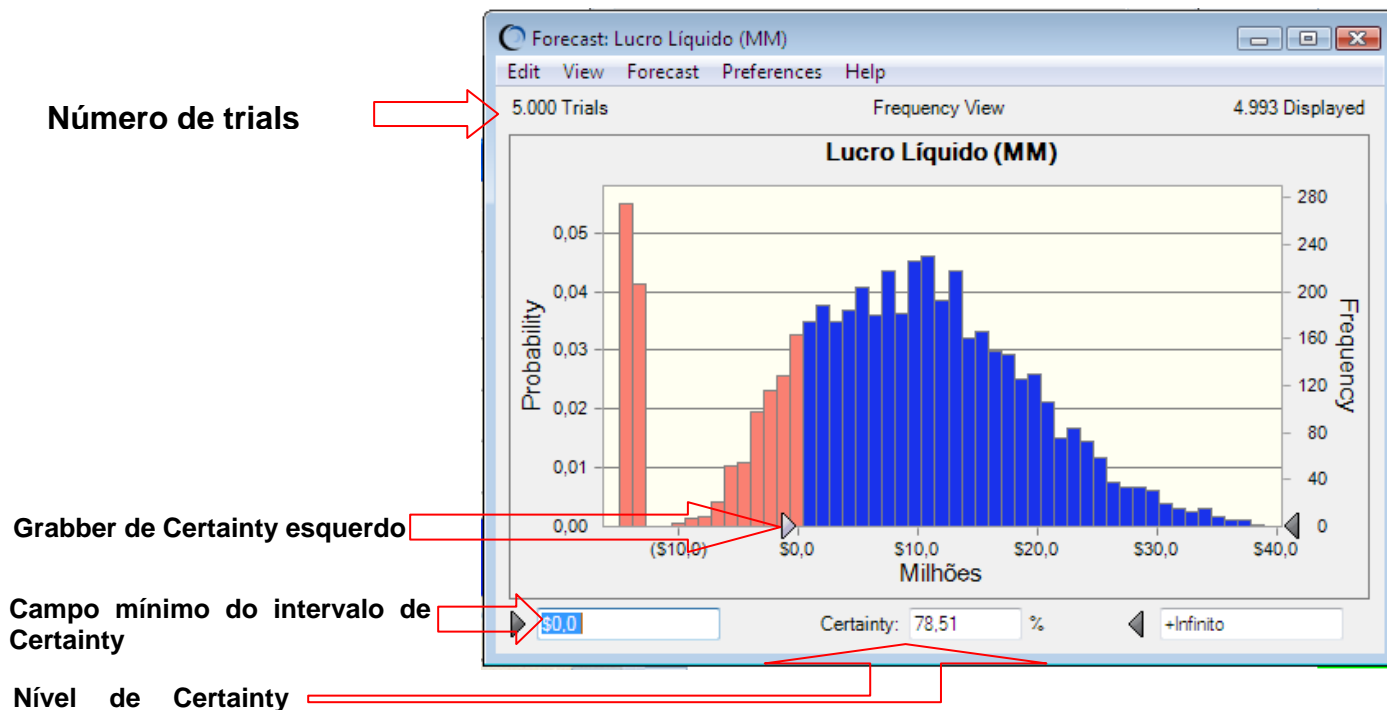 Forecast: Lucro Líquido (MM)
Edit View Forecast Preferences Help
Número de trials
5.000 Trials Frequency View 4.993 Displayed
Lucro Líquido (MM)
280
0,05
240
0,04
200
0,03
160
120
0,02
80
0,01
40
0,00
0
Probability
Frequency
Grabber de Certainty esquerdo
($10,0) $0,0 $10,0 $20,0 $30,0 $40,0
Milhões
Campo mínimo do intervalo de
Certainty
$0,0 Certainty: 78,51 % +Infinito
Nível de Certainty